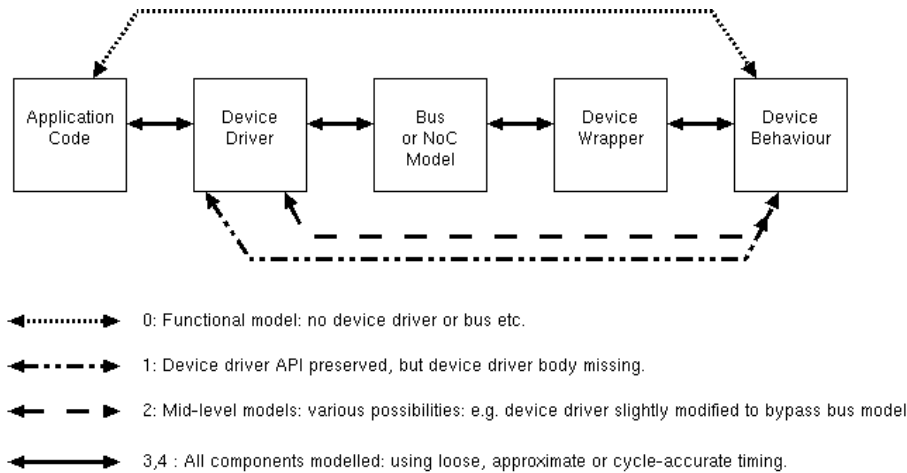 Application
Code
Device
Driver
Bus
or NoC
Model
Device
Wrapper
Device
Behaviour
0: Functional model: no device driver or bus etc.
1: Device driver API preserved, but device driver body missing.
2: Mid-level models: various possibilities: e.g. device driver slightly modified to bypass bus model
3,4 : All components modelled: using loose, approximate or cycle-accurate timing.